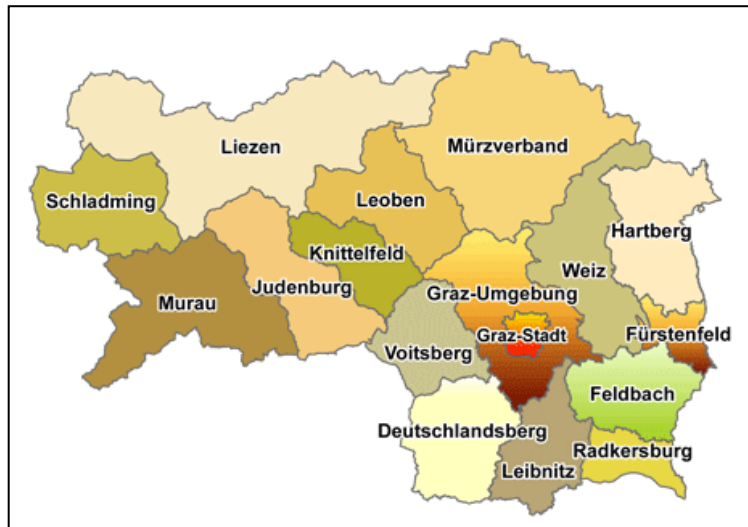 Mürzverband
Liezen
Leoben
Schladming
Hartberg
Knittelfeld
Weiz
Judenburg
Graz-Umgebung
Murau
Graz-Stadt
Fürstenfeld
Voitsberg
Feldbach
Deutschlandsberg
Radkersburg
Leibnitz